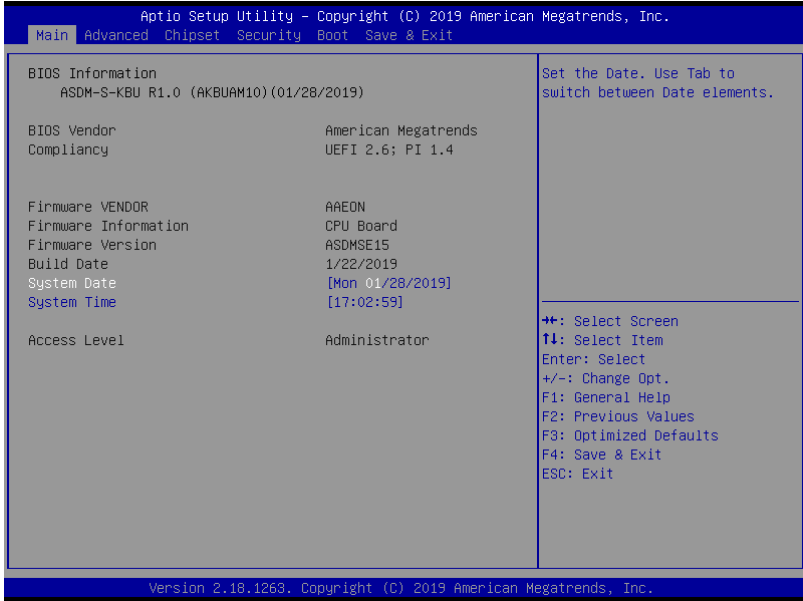 Aptio Setup Utility – Copyright (C) 2019 American Megatrends, Inc.
Main Advanced Chipset Security Boot Save & Exit
BIOS Information
ASDM-S-KBU R1.0 (AKBUAM10)(01/28/2019)
BIOS Vendor American Megatrends
Compliancy UEFI 2.6; PI 1.4
Firmware VENDOR AAEON
Firmware Information CPU Board
Firmware Version ASDMSE15
Build Date 1/22/2019
System Date [Mon 01/28/2019]
System Time [17:02:59]
Access Level Administrator
Set the Date. Use Tab to
switch between Date elements.
→←: Select Screen
↑↓: Select Item
Enter: Select
+/-: Change Opt.
F1: General Help
F2: Previous Values
F3: Optimized Defaults
F4: Save & Exit
ESC: Exit
Version 2.18.1263. Copyright (C) 2019 American Megatrends, Inc.